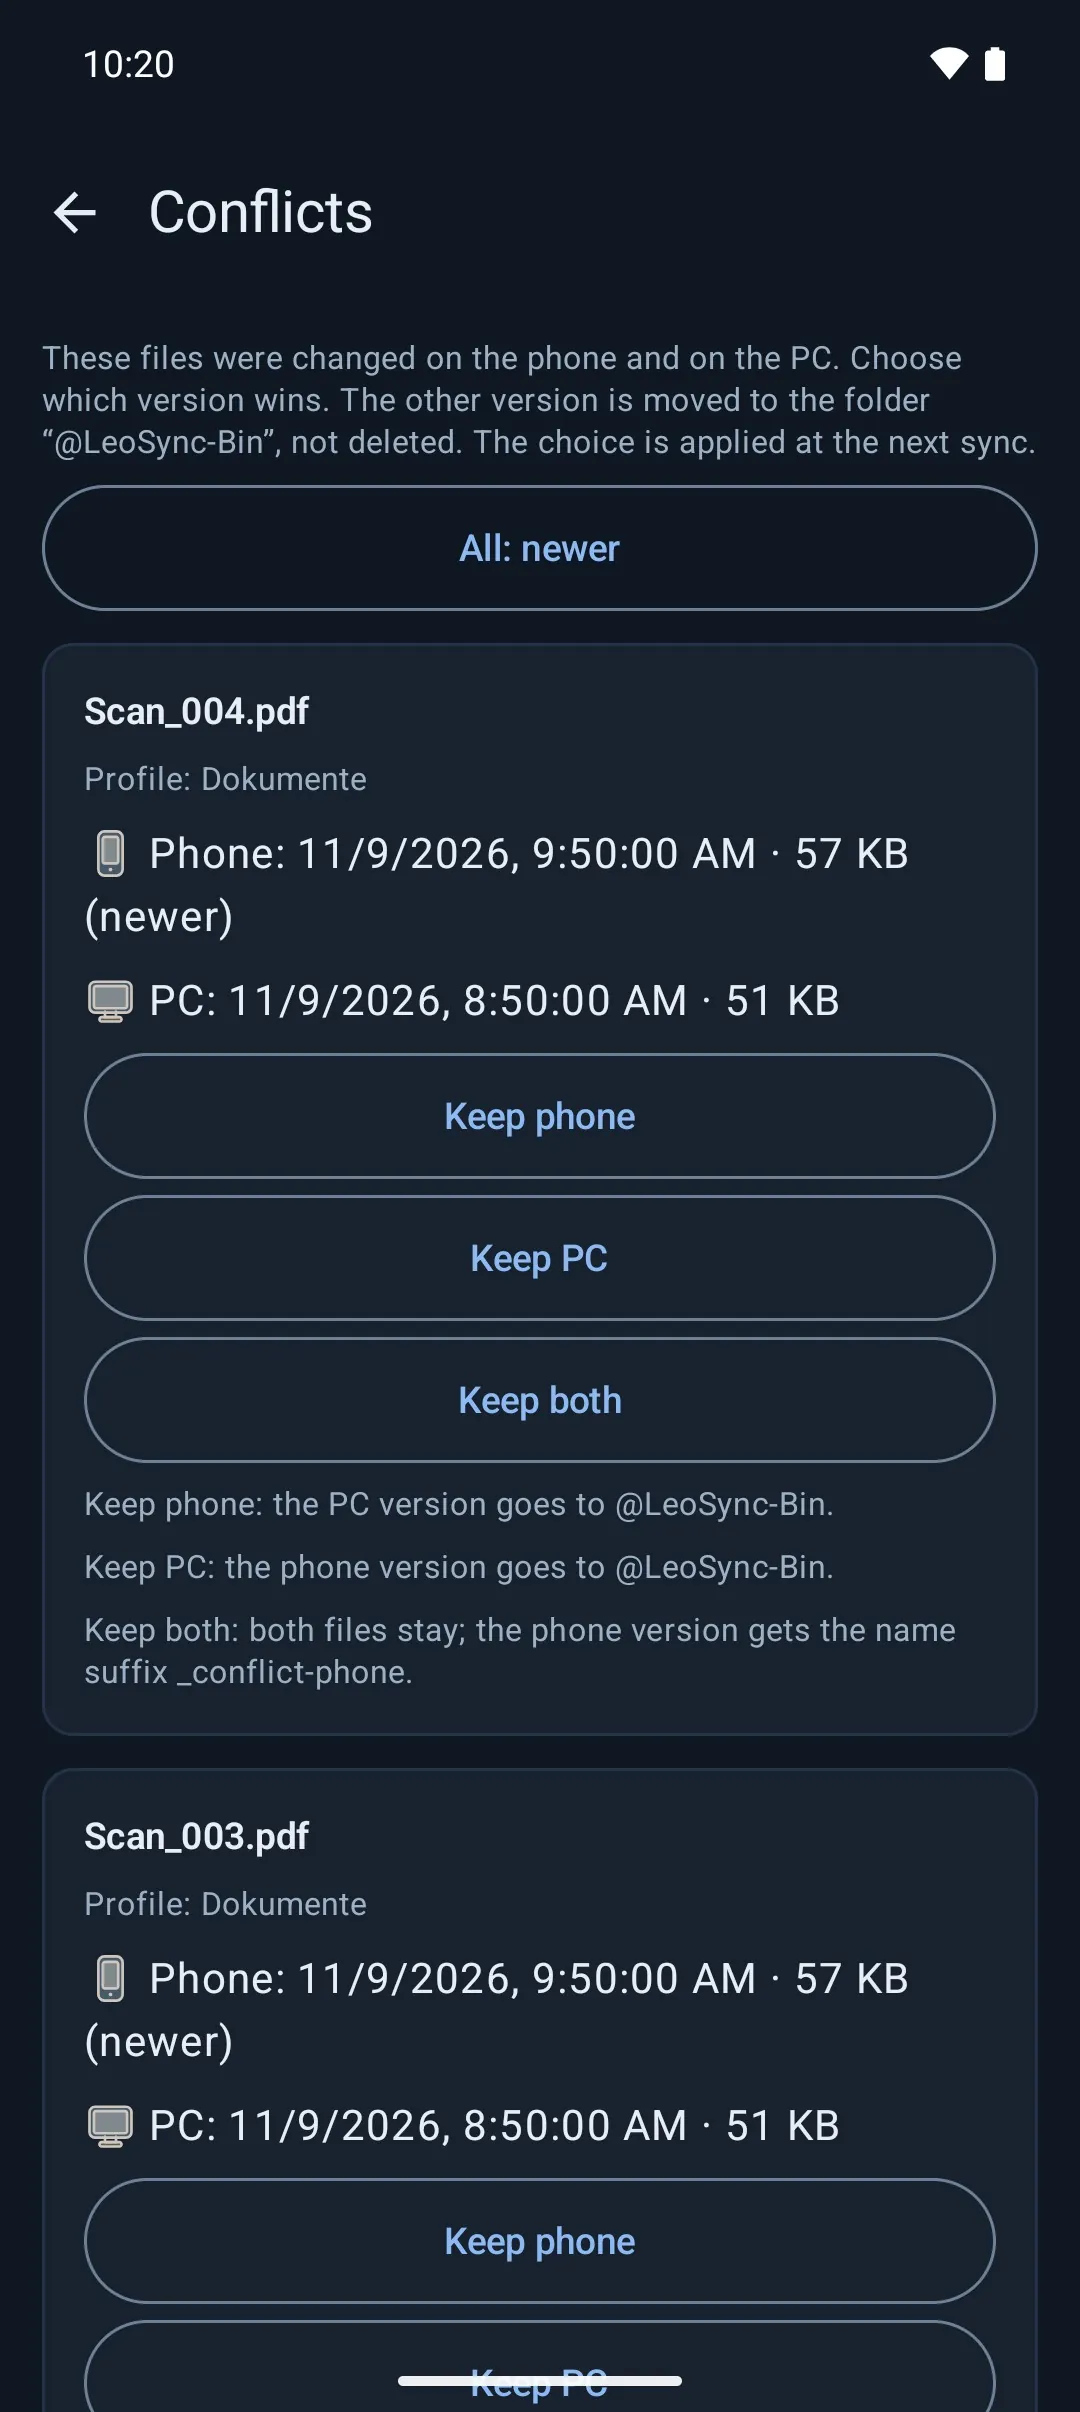 10:20
Conflicts
These files were changed on the phone and on the PC. Choose
which version wins. The other version is moved to the folder
“@LeoSync-Bin”, not deleted. The choice is applied at the next sync.
All: newer
Scan_004.pdf
Profile: Dokumente
Phone: 11/9/2026, 9:50:00 AM · 57 KB
(newer)
PC: 11/9/2026, 8:50:00 AM · 51 KB
Keep phone
Keep PC
Keep both
Keep phone: the PC version goes to @LeoSync-Bin.
Keep PC: the phone version goes to @LeoSync-Bin.
Keep both: both files stay; the phone version gets the name
suffix _conflict-phone.
Scan_003.pdf
Profile: Dokumente
Phone: 11/9/2026, 9:50:00 AM · 57 KB
(newer)
PC: 11/9/2026, 8:50:00 AM · 51 KB
Keep phone
Keep PC